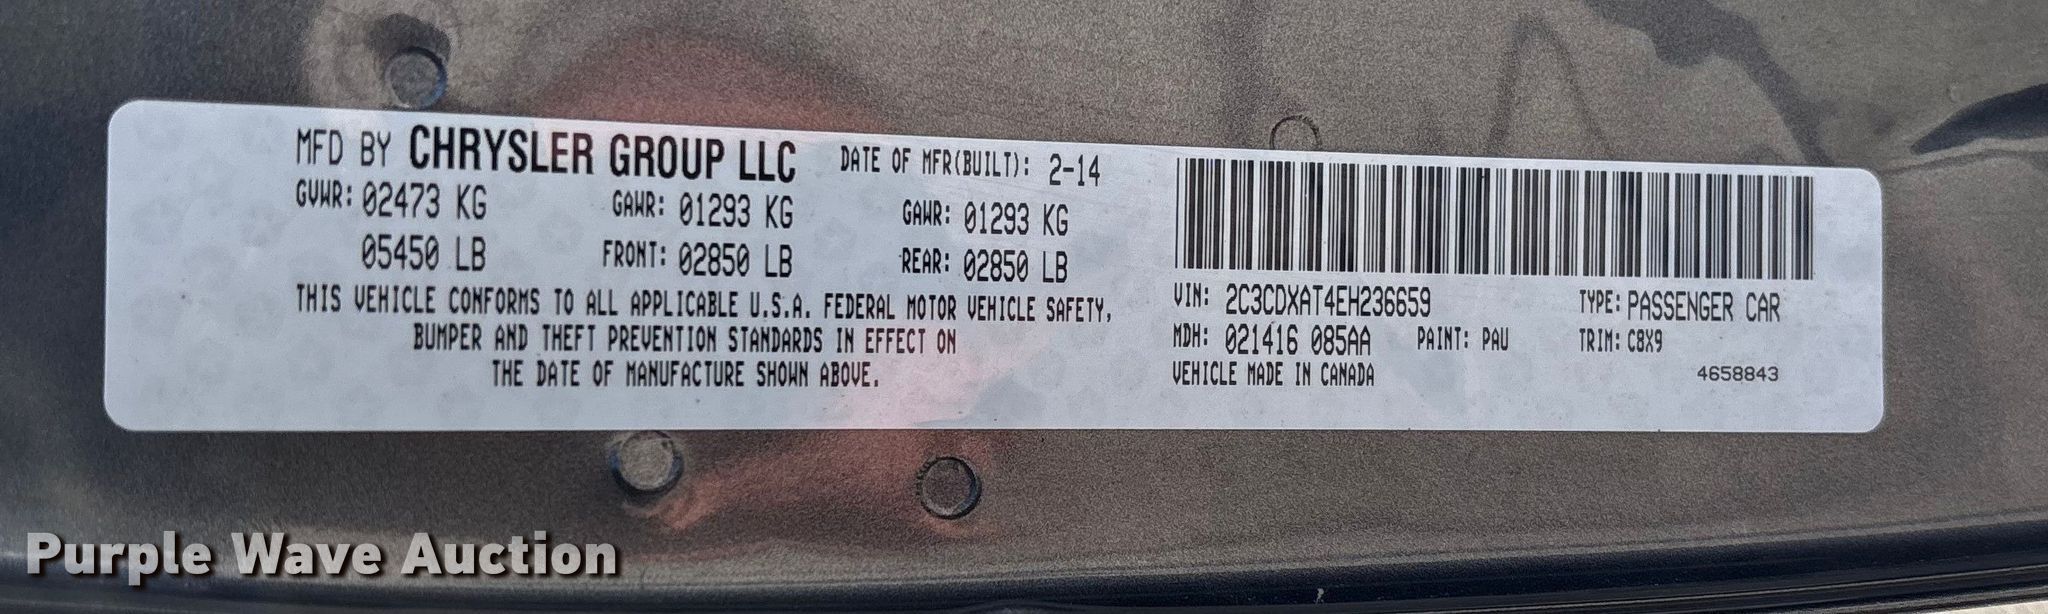 MFD BY CHRYSLER GROUP LLC DATE OF MFR(BUILT): 2-14
GVWR: 02473 KG GAWR: 01293 KG GAWR: 01293 KG
05450 LB FRONT: 02850 LB REAR: 02850 LB
THIS VEHICLE CONFORMS TO ALL APPLICABLE U.S.A. FEDERAL MOTOR VEHICLE SAFETY,
BUMPER AND THEFT PREVENTION STANDARDS IN EFFECT ON
THE DATE OF MANUFACTURE SHOWN ABOVE.
VIN: 2C3CDXAT4EH236659 TYPE: PASSENGER CAR
MDH: 021416 085AA PAINT: PAU TRIM: C8X9
VEHICLE MADE IN CANADA 4658843
Purple Wave Auction